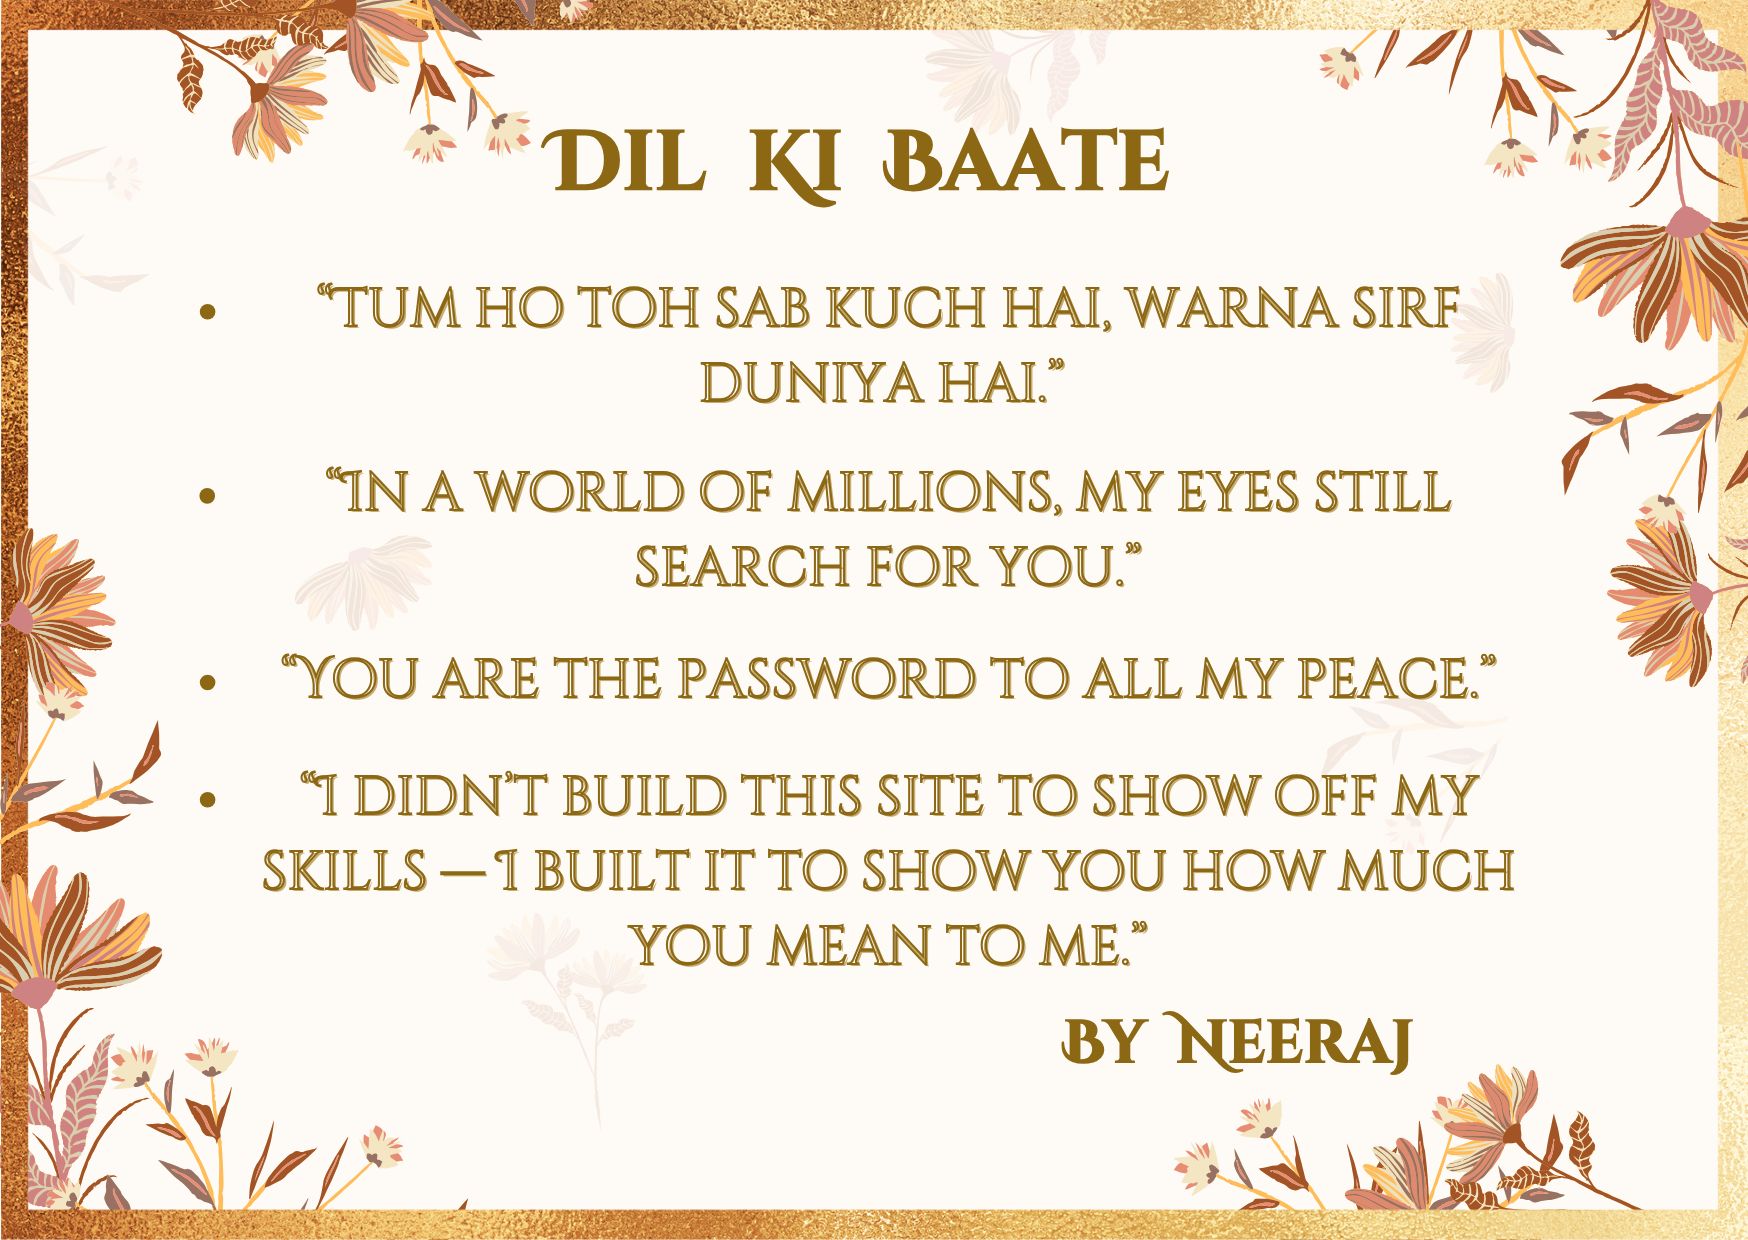 Dil Ki Baate
• “Tum ho toh sab kuch hai, warna sirf
duniya hai.”
• “In a world of millions, my eyes still
search for you.”
• “You are the password to all my peace.”
• “I didn’t build this site to show off my
skills — I built it to show you how much
you mean to me.”
By Neeraj